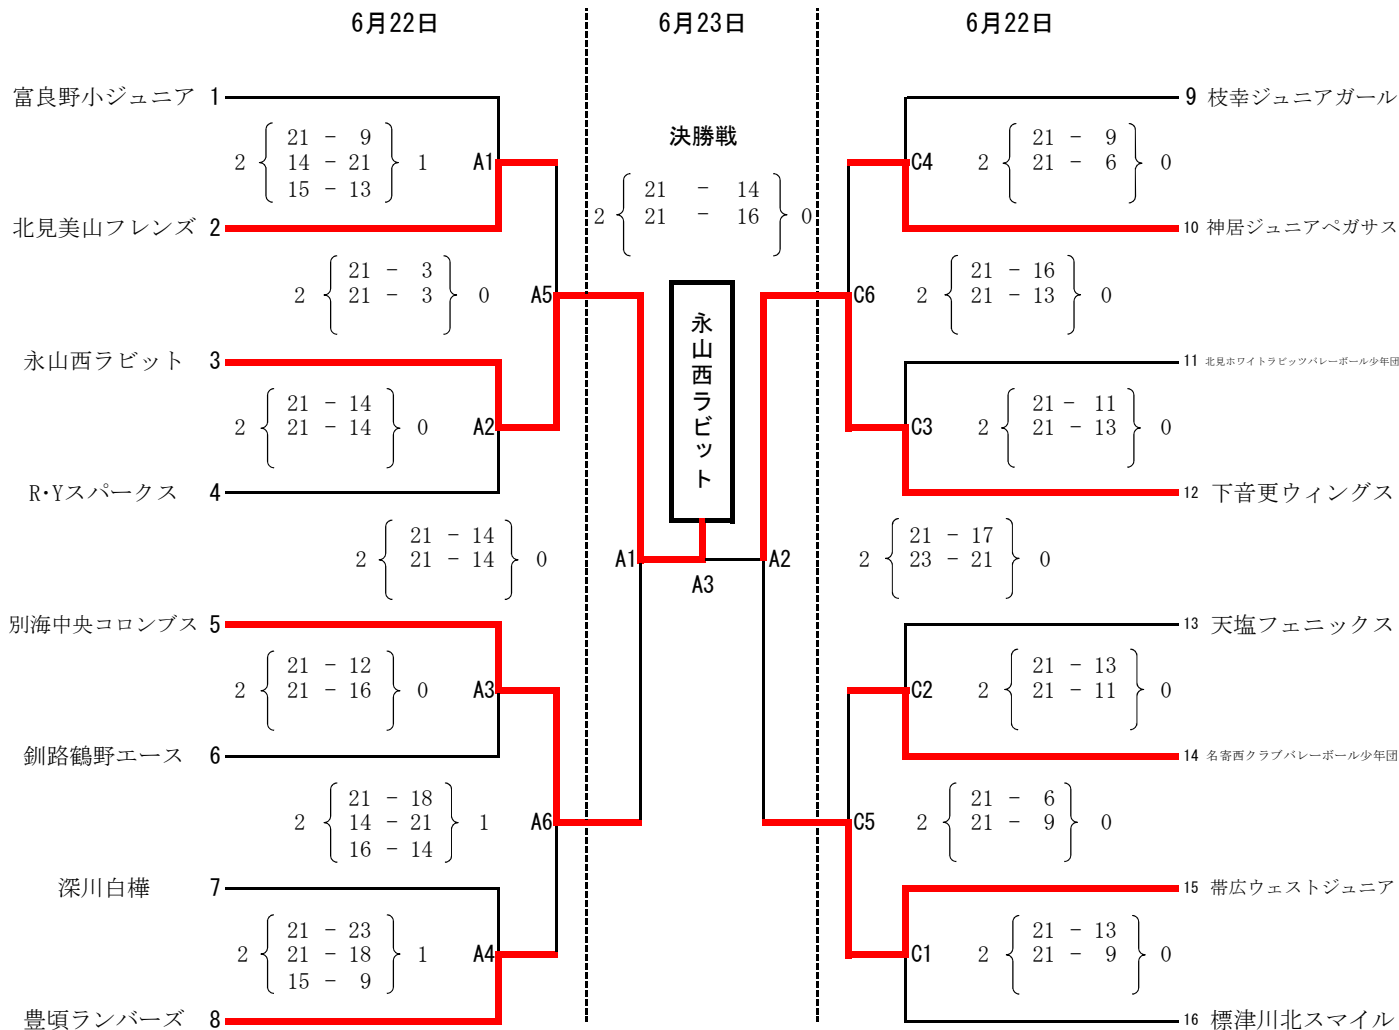 6月22日
6月23日
6月22日
富良野小ジュニア 1
2 21 - 9 1
14 - 21
15 - 13
A1
北見美山フレンズ 2
2 21 - 3 0
21 - 3
A5
永山西ラビット 3
2 21 - 14 0
21 - 14
A2
R・Yスパークス 4
2 21 - 14 0
21 - 14
A1
別海中央コロンブス 5
2 21 - 12 0
21 - 16
A3
釧路鶴野エース 6
2 21 - 18 1
14 - 21
16 - 14
A6
深川白樺 7
2 21 - 23 1
21 - 18
15 - 9
A4
豊頃ランバーズ 8
決勝戦
2 21 - 14 0
21 - 16
永山西ラビット
A3
9 枝幸ジュニアガール
C4
2 21 - 9 0
21 - 6
10 神居ジュニアペガサス
C6
2 21 - 16 0
21 - 13
11 北見ホワイトラビッツバレーボール少年団
C3
2 21 - 11 0
21 - 13
12 下音更ウィングス
A2
2 21 - 17 0
23 - 21
13 天塩フェニックス
C2
2 21 - 13 0
21 - 11
14 名寄西クラブバレーボール少年団
C5
2 21 - 6 0
21 - 9
15 帯広ウェストジュニア
C1
2 21 - 13 0
21 - 9
16 標津川北スマイル